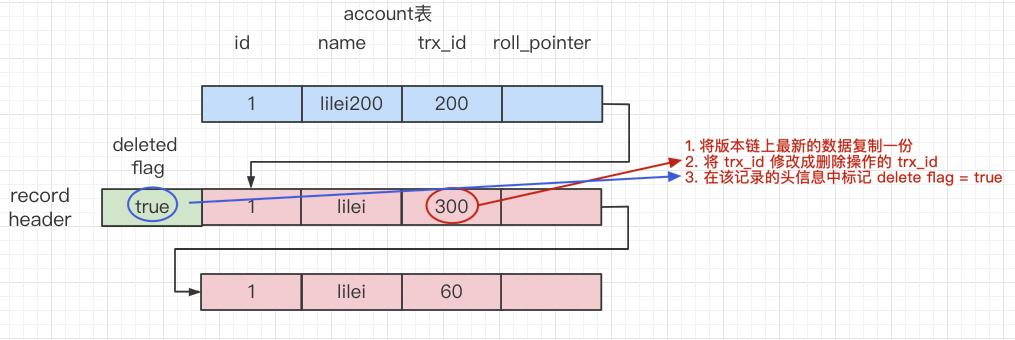 account表
id name trx_id roll_pointer
1 lilei200 200
deleted
flag
1. 将版本链上最新的数据复制一份
2. 将 trx_id 修改成删除操作的 trx_id
3. 在该记录的头信息中标记 delete flag = true
record
header
true 1 lilei 300
1 lilei 60